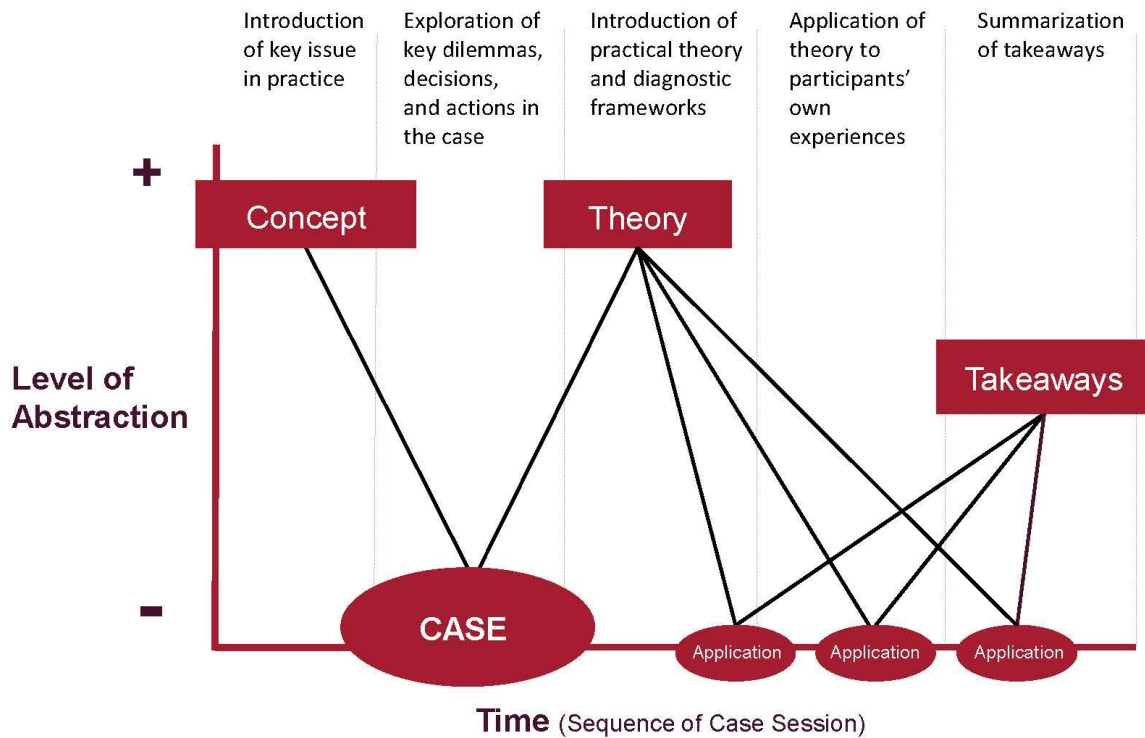 Introduction
of key issue
in practice
Exploration of
key dilemmas,
decisions,
and actions in
the case
Introduction of
practical theory
and diagnostic
frameworks
Application of
theory to
participants’
own
experiences
Summarization
of takeaways
+
Concept
Theory
Level of
Abstraction
Takeaways
-
CASE
Application
Application
Application
Time (Sequence of Case Session)